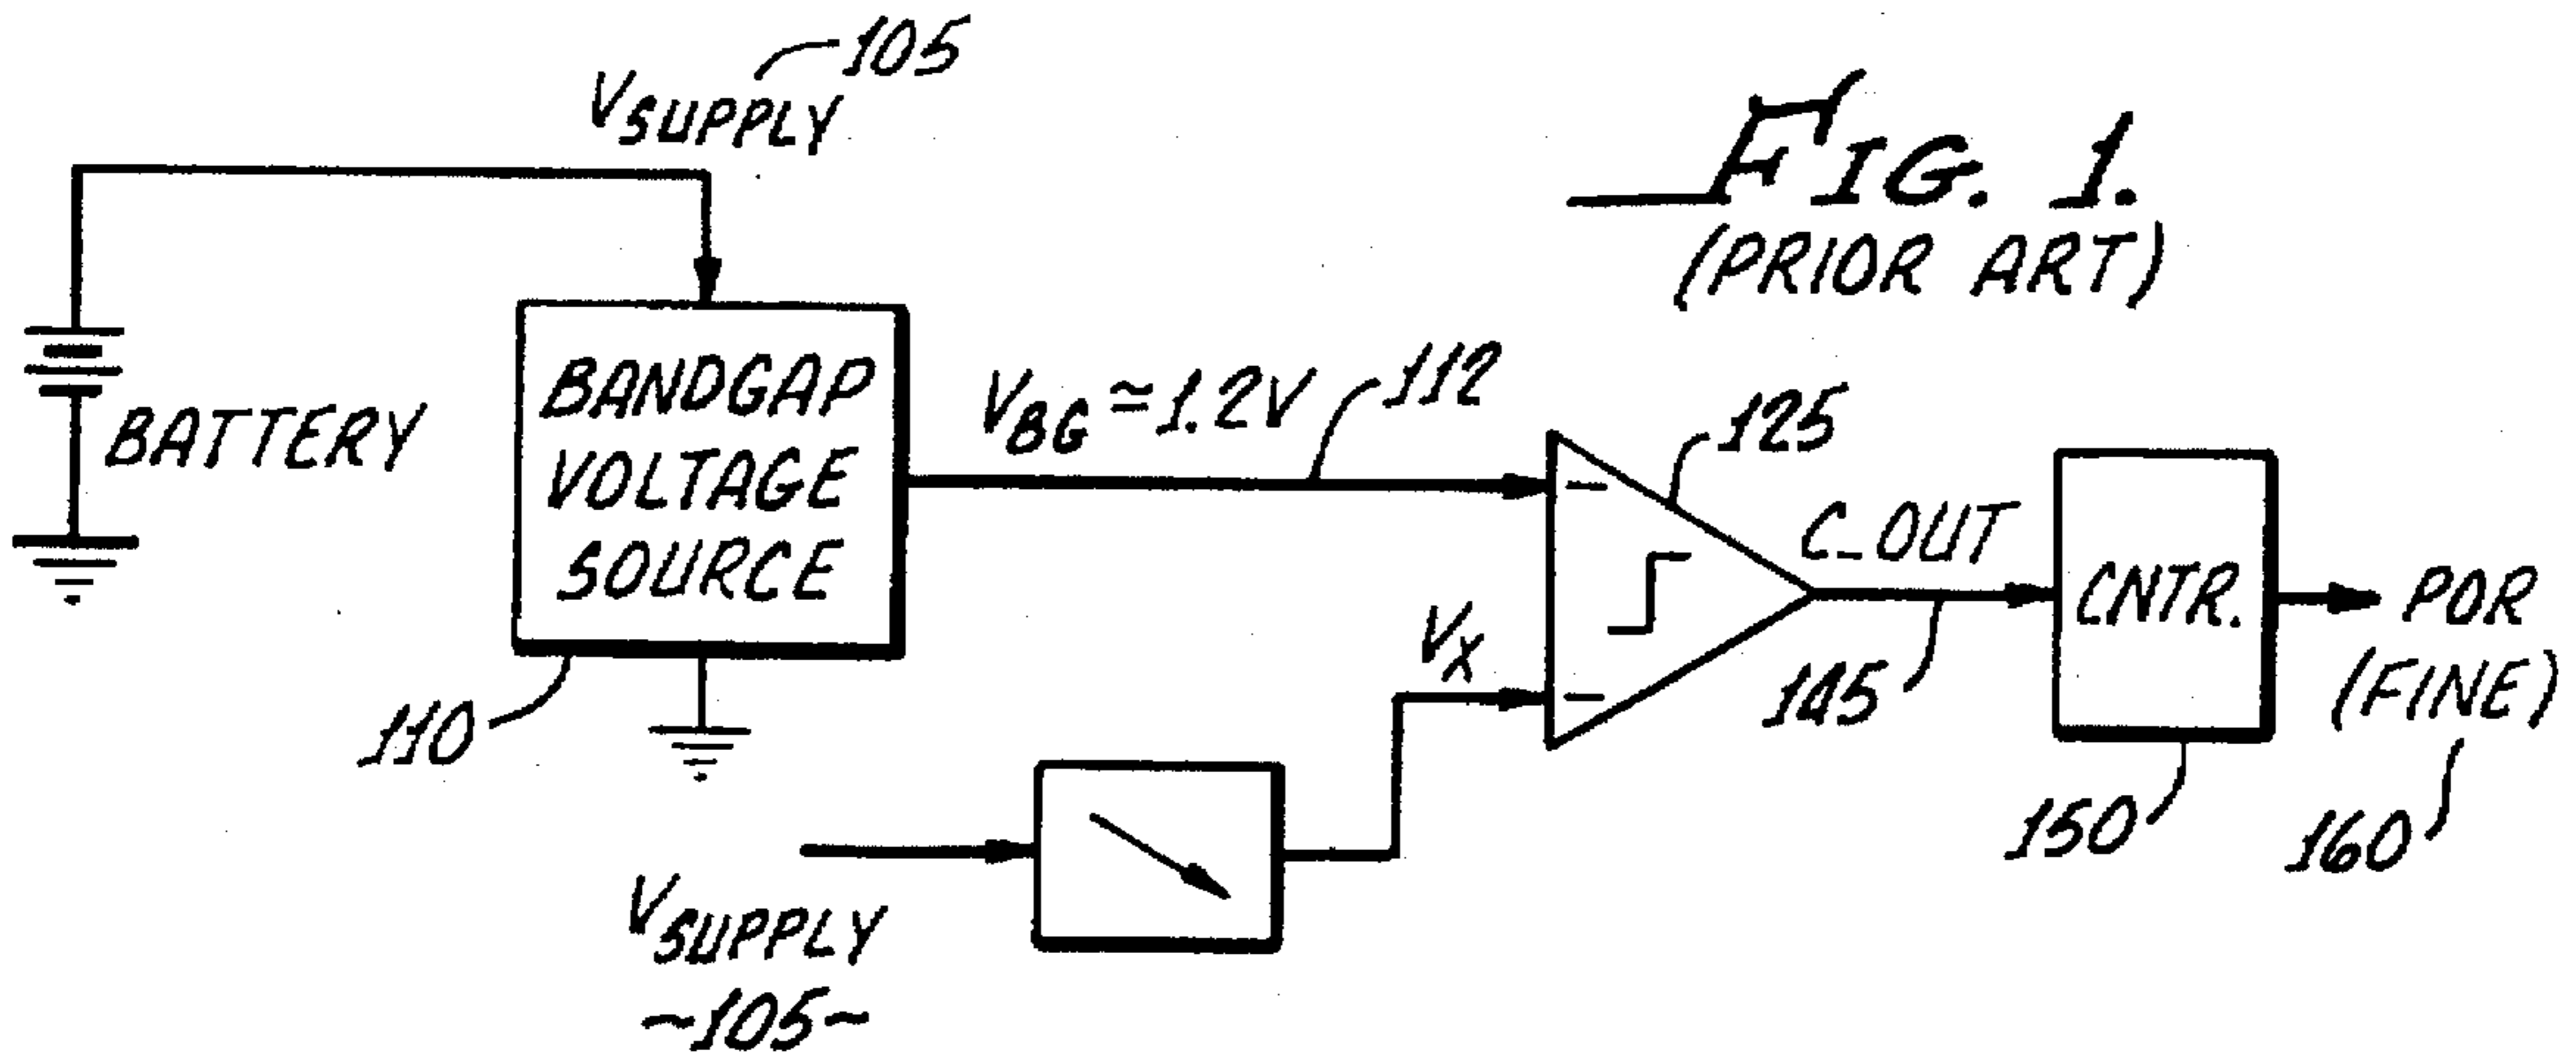 VSUPPLY 105
FIG. 1.
(PRIOR ART)
BATTERY
BANDGAP
VOLTAGE
SOURCE
110
VBG ≃ 1.2V 112
125
−
−
VX
C_OUT
145
CNTR.
150
POR
(FINE)
160
VSUPPLY
~105~